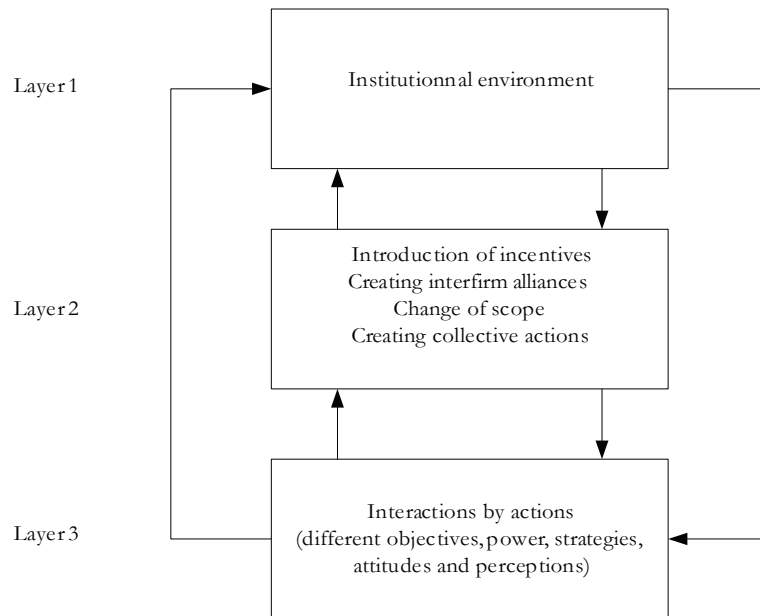 Layer 1
Institutionnal environment
Layer 2
Introduction of incentives
Creating interfirm alliances
Change of scope
Creating collective actions
Layer 3
Interactions by actions
(different objectives, power, strategies,
attitudes and perceptions)